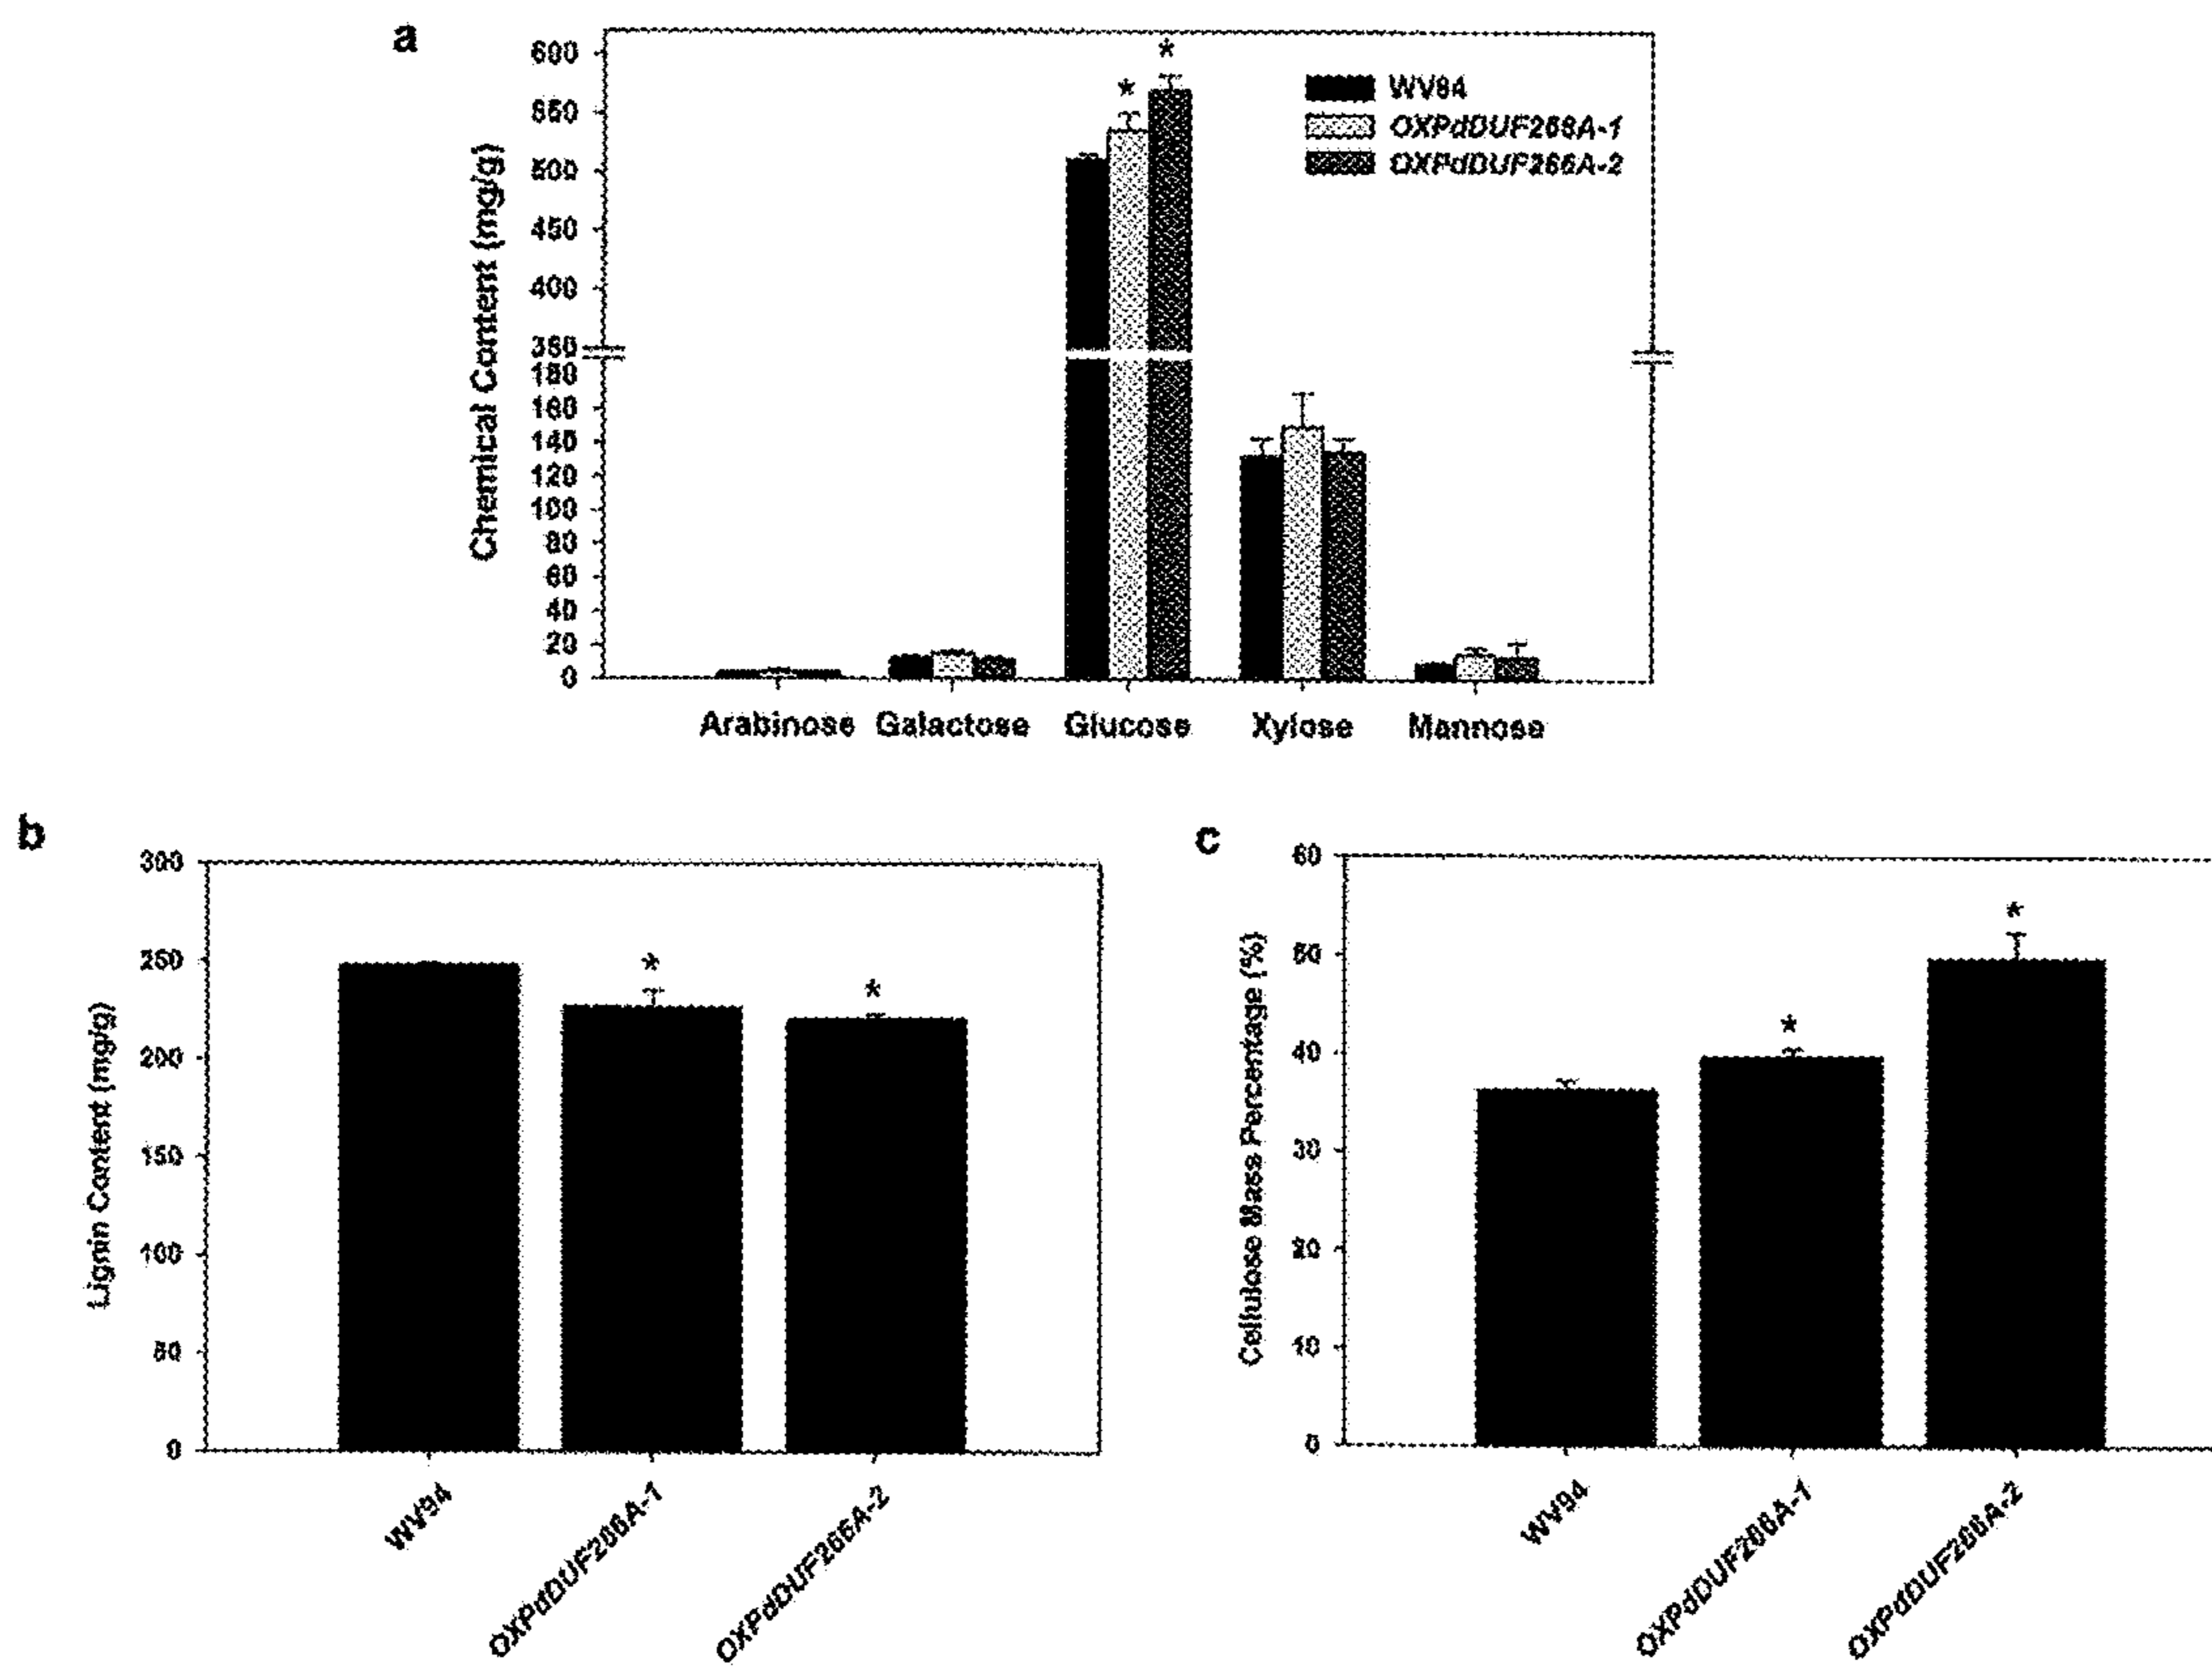 a
600
550
500
450
400
350
180
160
140
120
100
80
60
40
20
0
Chemical Content (mg/g)
* *
WV94
OXPdDUF266A-1
OXPdDUF266A-2
Arabinose Galactose Glucose Xylose Mannose
b
300
250
200
150
100
50
0
Lignin Content (mg/g)
* *
WV94
OXPdDUF266A-1
OXPdDUF266A-2
c
60
50
40
30
20
10
0
Cellulose Mass Percentage (%)
* *
WV94
OXPdDUF266A-1
OXPdDUF266A-2